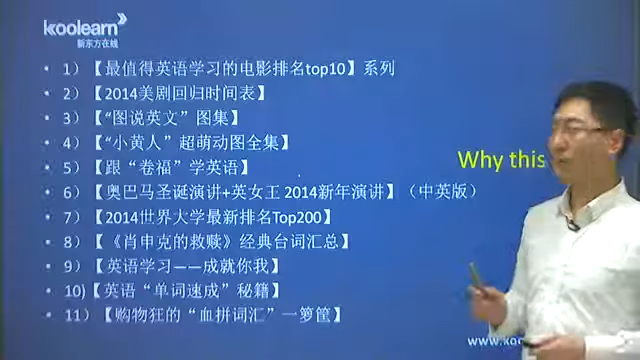 koolearn
新东方在线
• 1）【最值得英语学习的电影排名top10】系列
• 2）【2014美剧回归时间表】
• 3）【“图说英文”图集】
• 4）【“小黄人”超萌动图全集】
• 5）【跟“卷福”学英语】
• 6）【奥巴马圣诞演讲+英女王 2014新年演讲】（中英版）
• 7）【2014世界大学最新排名Top200】
• 8）【《肖申克的救赎》经典台词汇总】
• 9）【英语学习——成就你我】
• 10)【英语“单词速成”秘籍】
• 11）【购物狂的“血拼词汇”一箩筐】
Why this
www.koo